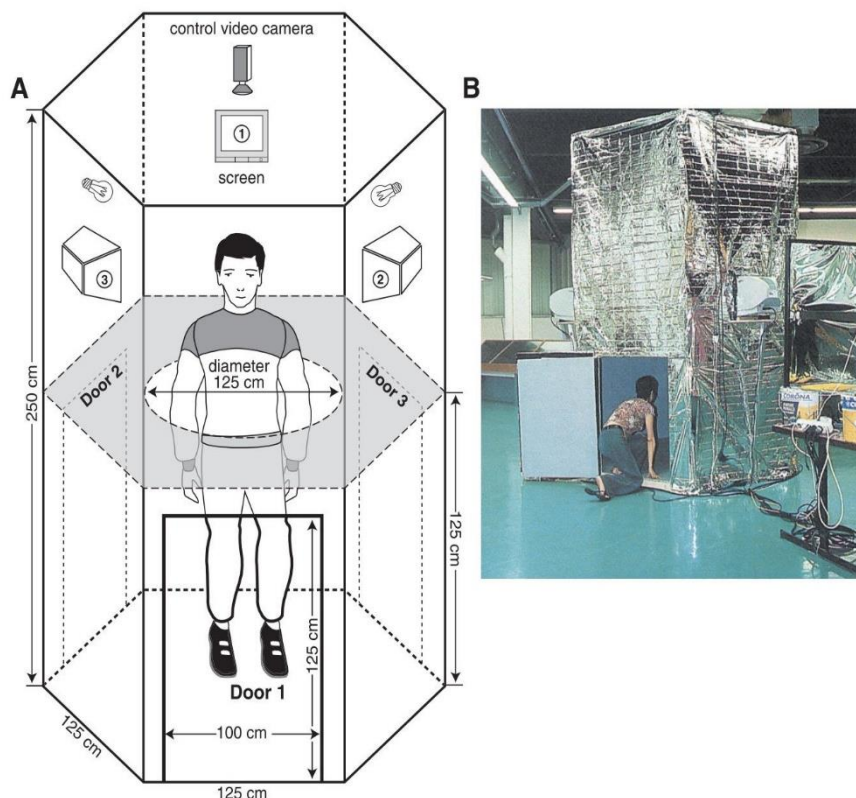 A
control video camera
①
screen
③
②
diameter
125 cm
Door 2
Door 3
250 cm
125 cm
125 cm
Door 1
100 cm
125 cm
125 cm
B
CORONA